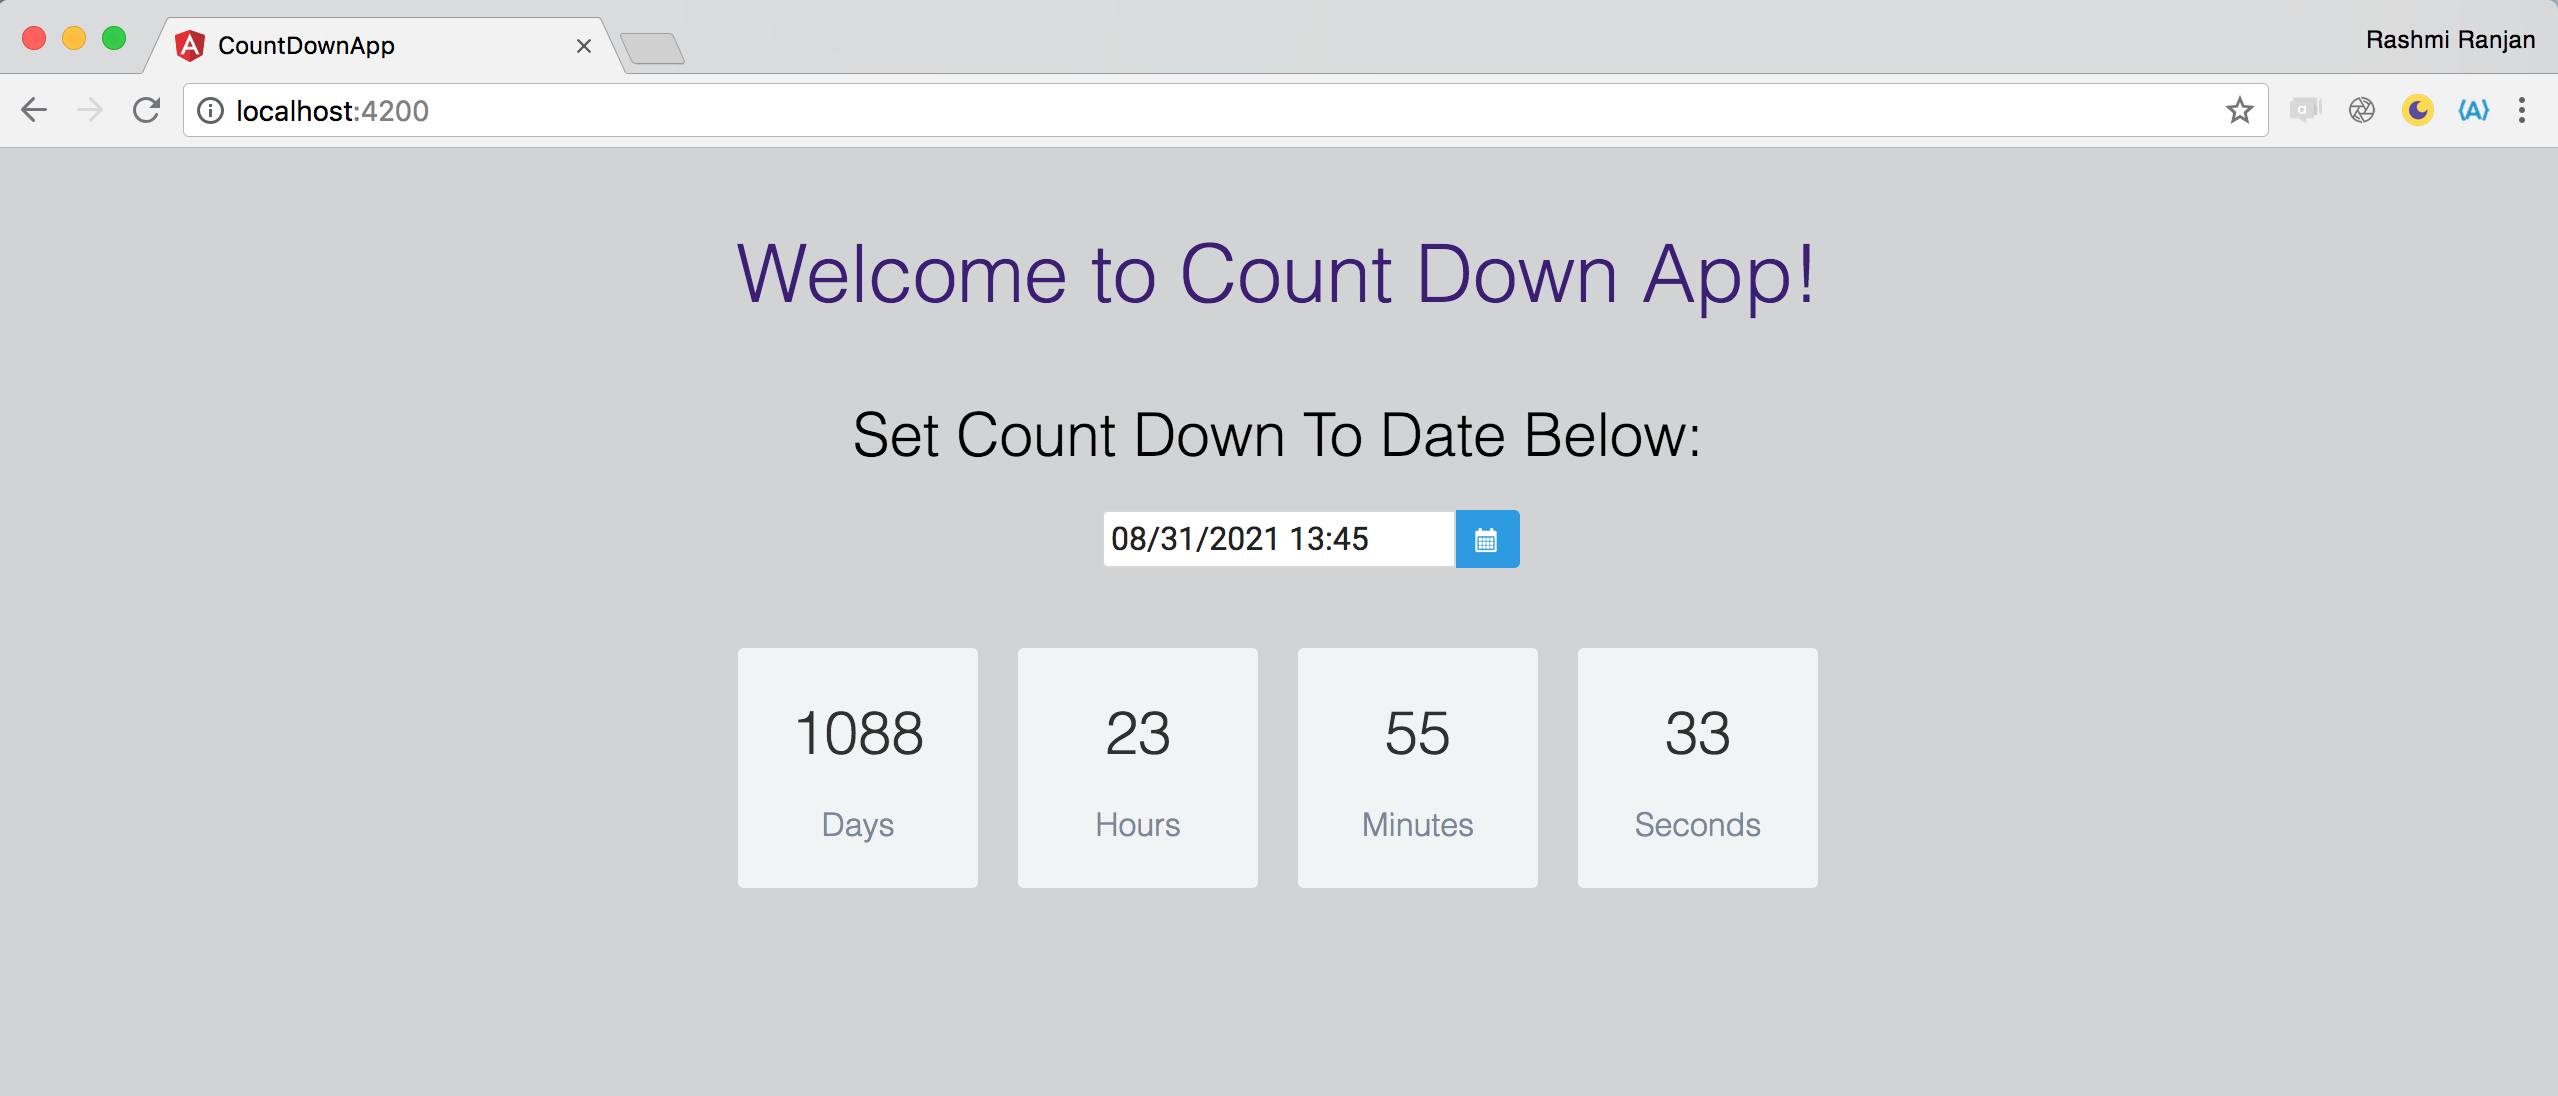 CountDownApp
Rashmi Ranjan
localhost:4200
Welcome to Count Down App!
Set Count Down To Date Below:
08/31/2021 13:45
1088 23 55 33
Days Hours Minutes Seconds